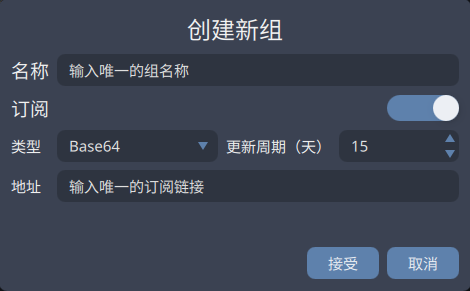 创建新组
名称 输入唯一的组名称
订阅
类型 Base64 更新周期（天） 15
地址 输入唯一的订阅链接
接受 取消